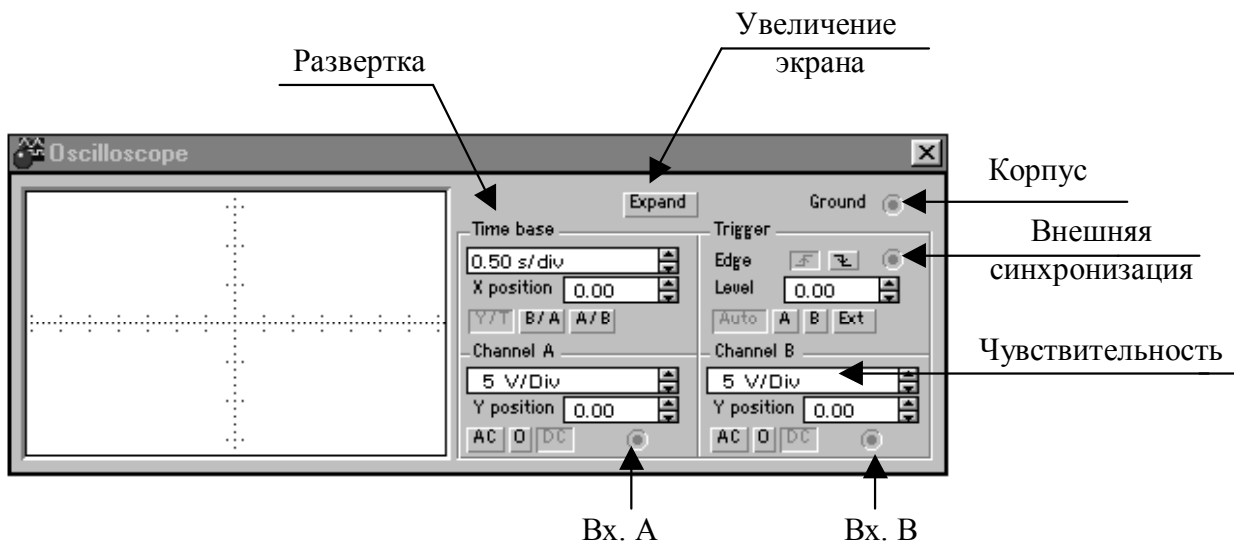 Увеличение
экрана
Развертка
Oscilloscope
Корпус
Expand
Ground
Внешняя
синхронизация
Time base
Trigger
0.50 s/div
Edge
X position 0.00
Level 0.00
Y/T B/A A/B
Auto A B Ext
Чувствительность
Channel A
Channel B
5 V/Div
5 V/Div
Y position 0.00
Y position 0.00
AC 0 DC
AC 0 DC
Вх. А
Вх. В